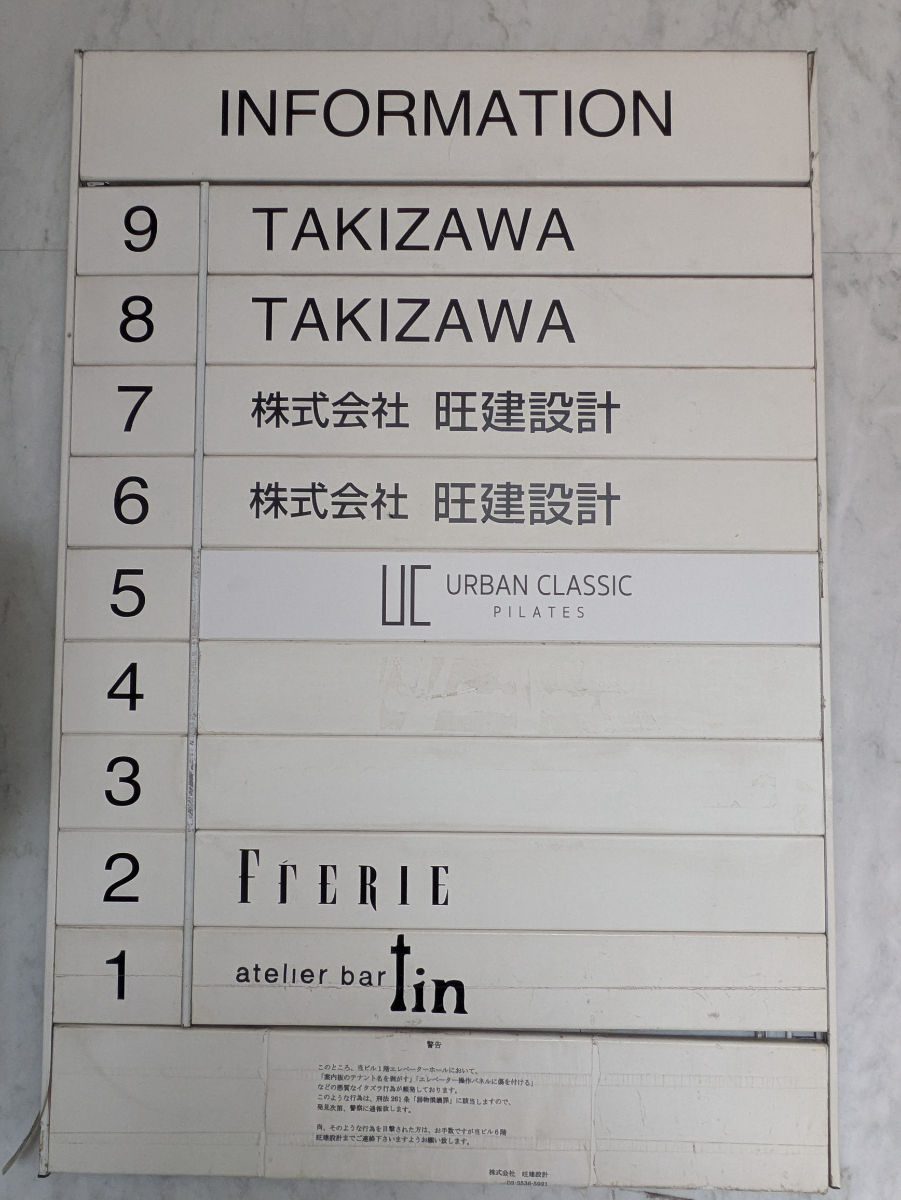 INFORMATION
9 TAKIZAWA
8 TAKIZAWA
7 株式会社 旺建設計
6 株式会社 旺建設計
5 UC URBAN CLASSIC
PILATES
4
3
2 FÉERIE
1 atelier bar tin
警告
このところ、当ビル1階エレベーターホールにおいて、
「案内板のテナント名を剥がす」「エレベーター操作パネルに傷を付ける」
などの悪質なイタズラ行為が頻発しております。
このような行為は、刑法261条「器物損壊罪」に該当しますので、
発見次第、警察に通報致します。
尚、そのような行為を目撃された方は、お手数ですが当ビル6階
旺建設計までご連絡下さいますようお願い致します。
株式会社 旺建設計